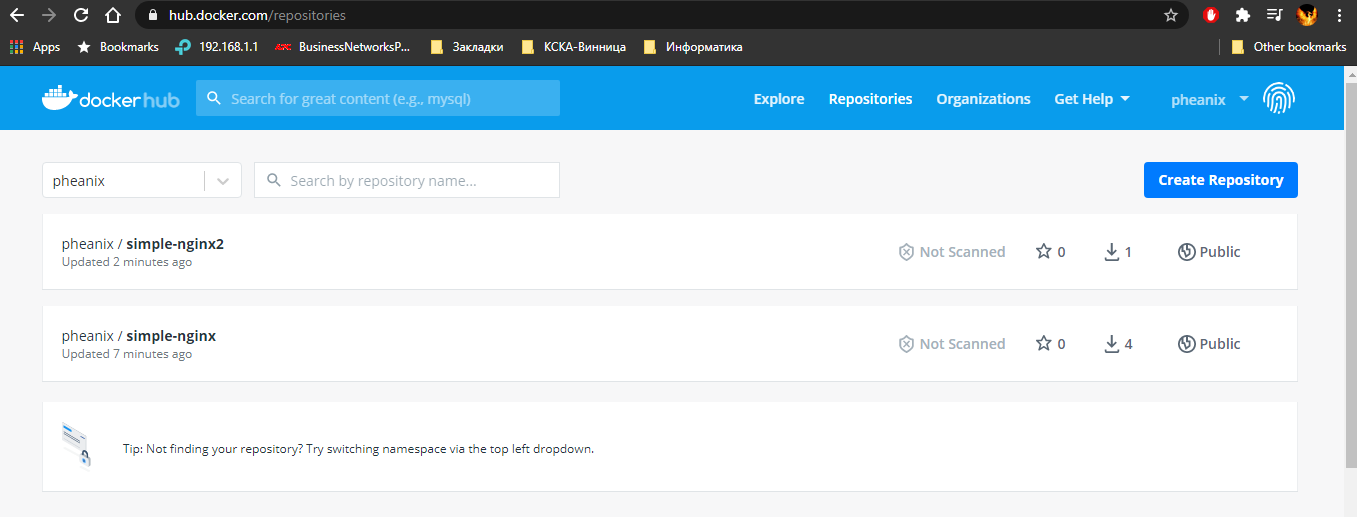 hub.docker.com/repositories
Apps Bookmarks 192.168.1.1 BusinessNetworksP... Закладки КСКА-Винница Информатика Other bookmarks
dockerhub Search for great content (e.g., mysql) Explore Repositories Organizations Get Help pheanix
pheanix Search by repository name... Create Repository
pheanix / simple-nginx2
Updated 2 minutes ago
Not Scanned 0 1 Public
pheanix / simple-nginx
Updated 7 minutes ago
Not Scanned 0 4 Public
Tip: Not finding your repository? Try switching namespace via the top left dropdown.